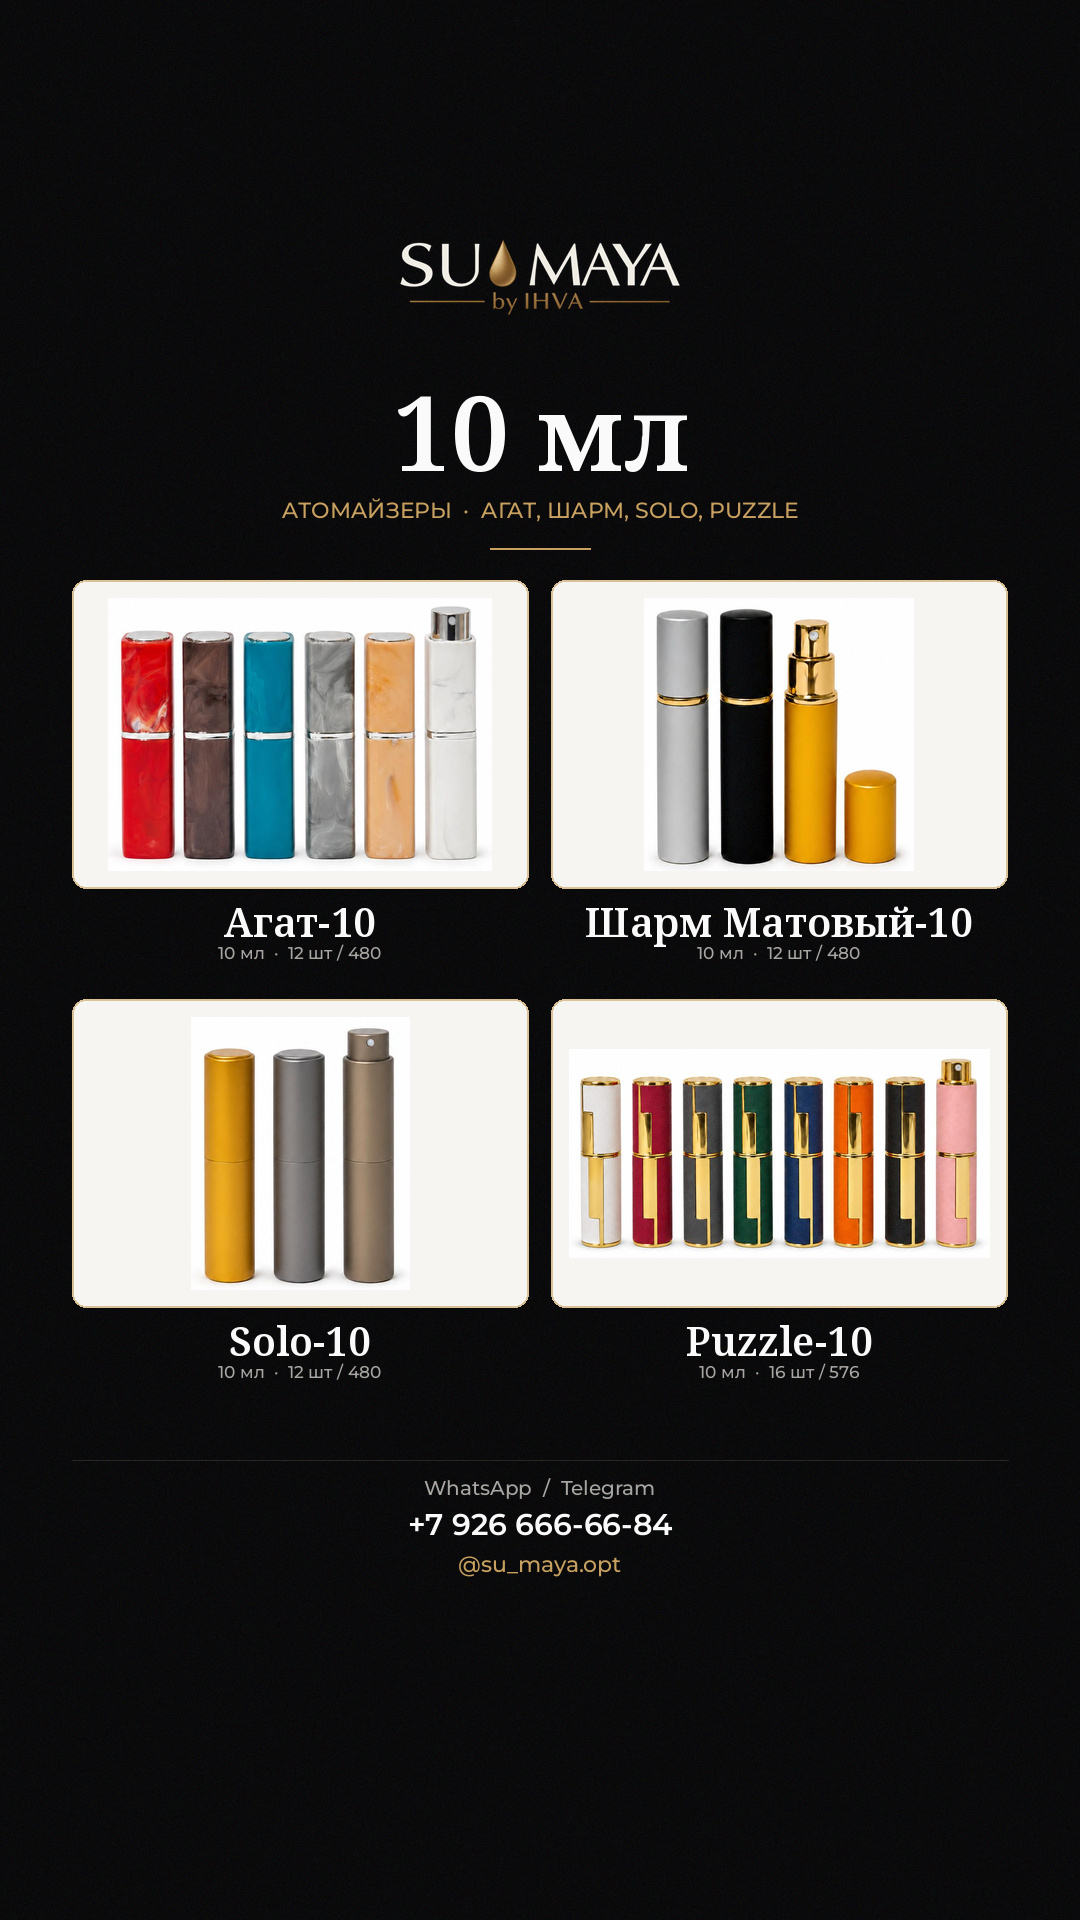 SU MAYA
by IHVA
10 мл
АТОМАЙЗЕРЫ · АГАТ, ШАРМ, SOLO, PUZZLE
Агат-10
10 мл · 12 шт / 480
Шарм Матовый-10
10 мл · 12 шт / 480
Solo-10
10 мл · 12 шт / 480
Puzzle-10
10 мл · 16 шт / 576
WhatsApp / Telegram
+7 926 666-66-84
@su_maya.opt